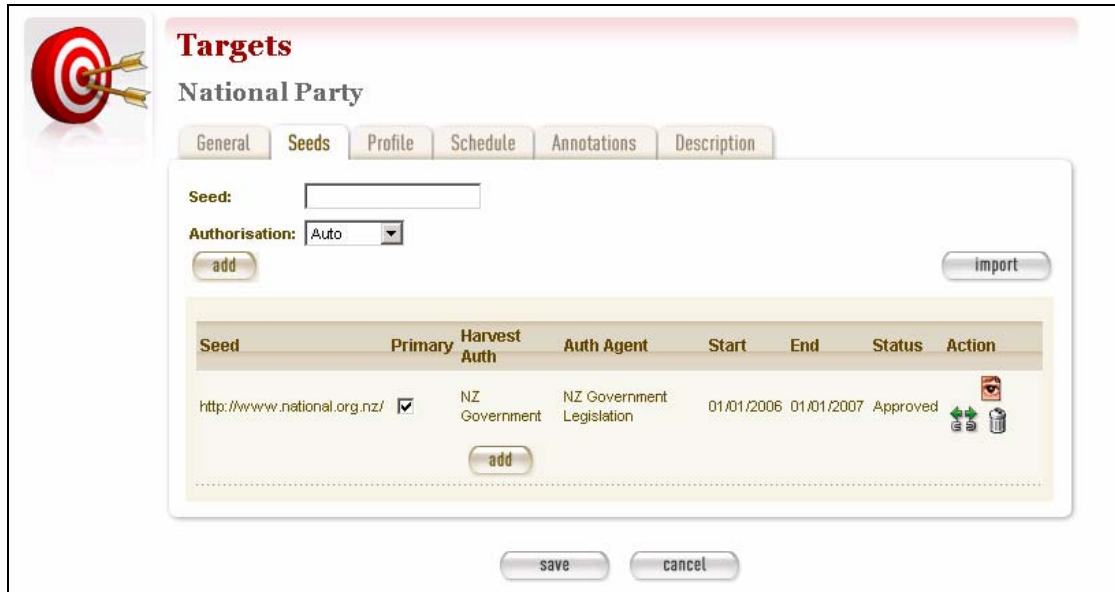 Targets
National Party
General Seeds Profile Schedule Annotations Description
Seed:
Authorisation: Auto
add import
Seed Primary Harvest Auth Auth Agent Start End Status Action
http://www.national.org.nz/ NZ Government NZ Government Legislation 01/01/2006 01/01/2007 Approved
add
save cancel